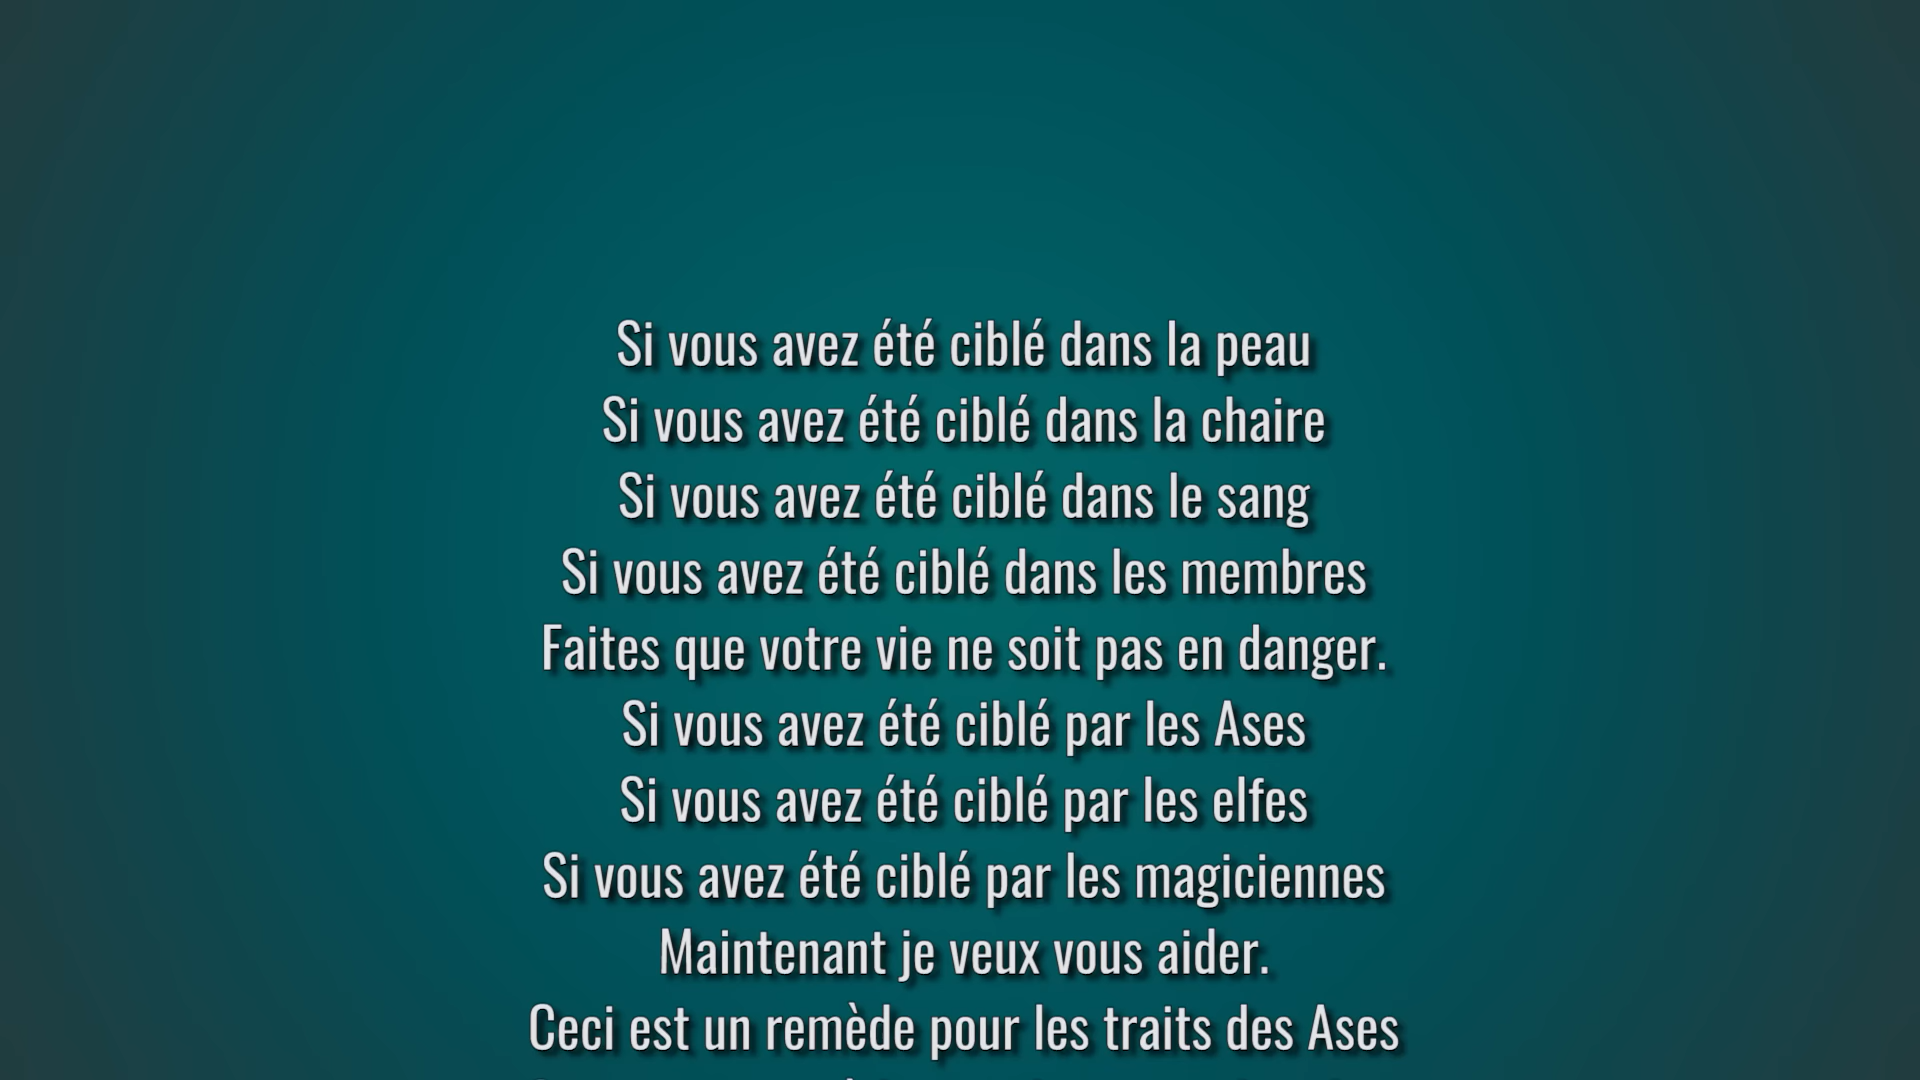 Si vous avez été ciblé dans la peau
Si vous avez été ciblé dans la chaire
Si vous avez été ciblé dans le sang
Si vous avez été ciblé dans les membres
Faites que votre vie ne soit pas en danger.
Si vous avez été ciblé par les Ases
Si vous avez été ciblé par les elfes
Si vous avez été ciblé par les magiciennes
Maintenant je veux vous aider.
Ceci est un remède pour les traits des Ases